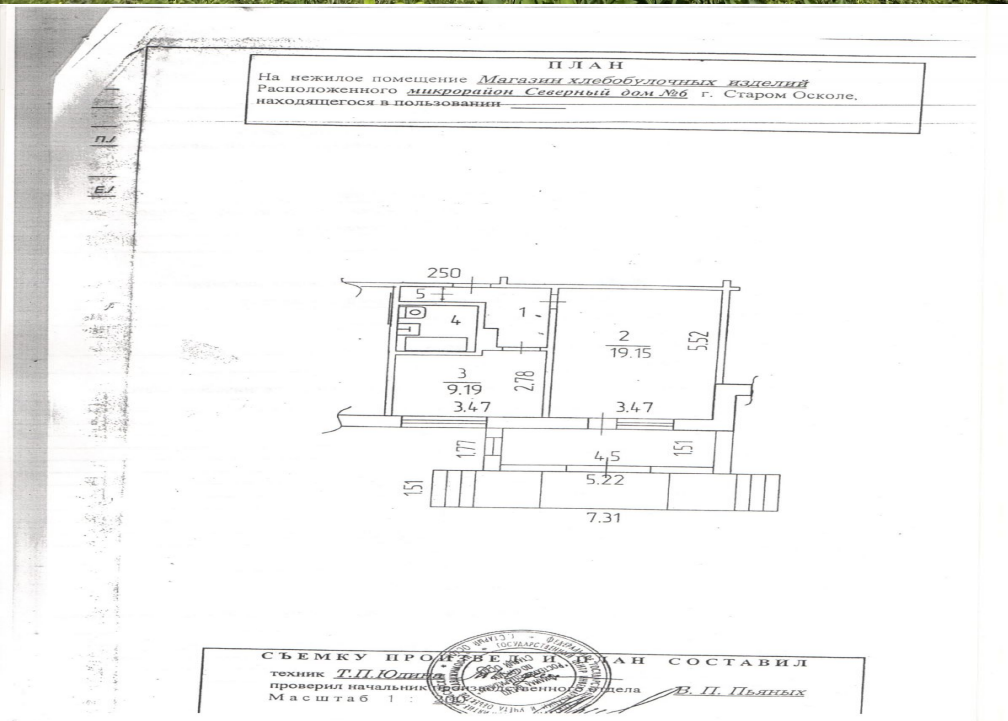 ПЛАН
На нежилое помещение Магазин хлебобулочных изделий
Расположенного микрорайон Северный дом №6 г. Старом Осколе,
находящегося в пользовании
П./
Е./
250
5
1
4
2
19.15
5.52
3
9.19
2.78
3.47
3.47
1.77
4.5
1.51
1.51
5.22
7.31
СЪЕМКУ ПРОИЗВЕЛ И ПЛАН СОСТАВИЛ
техник Т.П.Юдина
проверил начальник производственного отдела В. П. Пьяных
Масштаб 1 :